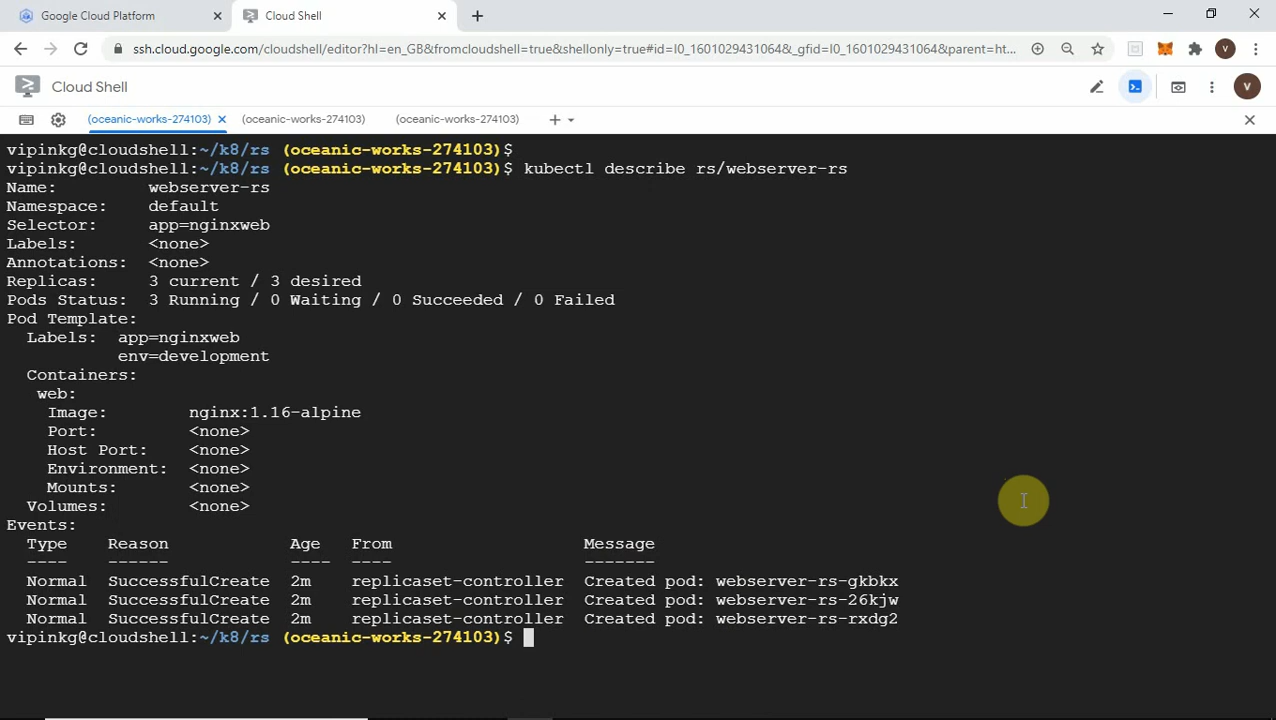 Google Cloud Platform
Cloud Shell
ssh.cloud.google.com/cloudshell/editor?hl=en_GB&fromcloudshell=true&shellonly=true#id=I0_1601029431064&_gfid=I0_1601029431064&parent=ht...
V
Cloud Shell
V
(oceanic-works-274103)
(oceanic-works-274103)
(oceanic-works-274103)
vipinkg@cloudshell:~/k8/rs (oceanic-works-274103)$
vipinkg@cloudshell:~/k8/rs (oceanic-works-274103)$ kubectl describe rs/webserver-rs
Name: webserver-rs
Namespace: default
Selector: app=nginxweb
Labels: <none>
Annotations: <none>
Replicas: 3 current / 3 desired
Pods Status: 3 Running / 0 Waiting / 0 Succeeded / 0 Failed
Pod Template:
Labels: app=nginxweb
env=development
Containers:
web:
Image: nginx:1.16-alpine
Port: <none>
Host Port: <none>
Environment: <none>
Mounts: <none>
Volumes: <none>
Events:
Type Reason Age From Message
---- ------ ---- ---- -------
Normal SuccessfulCreate 2m replicaset-controller Created pod: webserver-rs-gkbkx
Normal SuccessfulCreate 2m replicaset-controller Created pod: webserver-rs-26kjw
Normal SuccessfulCreate 2m replicaset-controller Created pod: webserver-rs-rxdg2
vipinkg@cloudshell:~/k8/rs (oceanic-works-274103)$